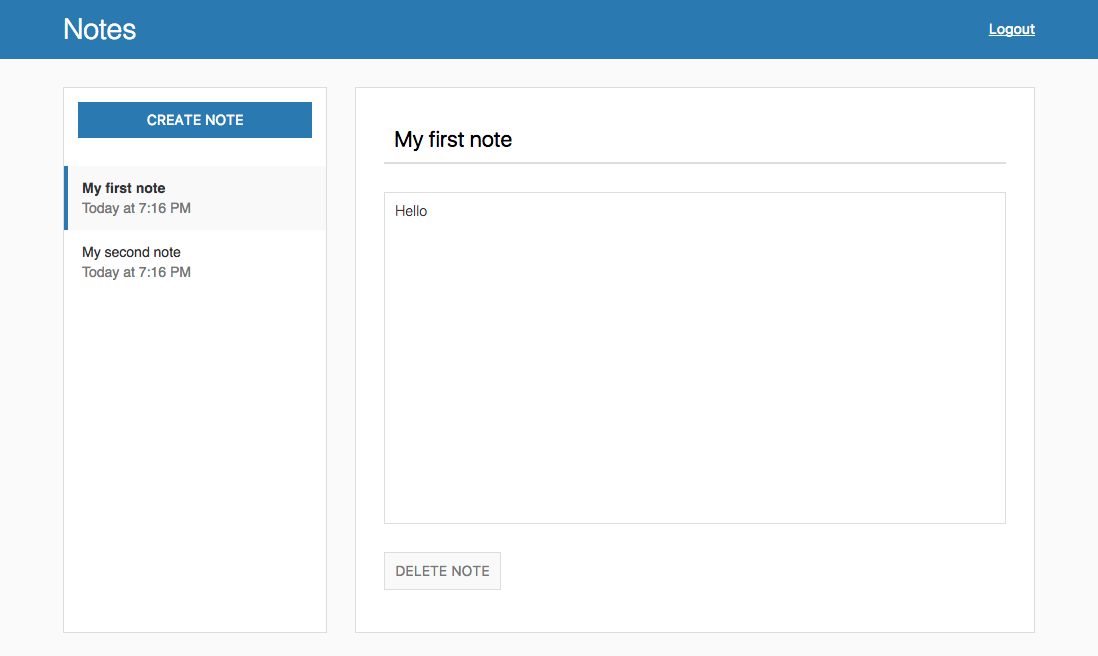 Notes
Logout
CREATE NOTE
My first note
Today at 7:16 PM
My second note
Today at 7:16 PM
My first note
Hello
DELETE NOTE